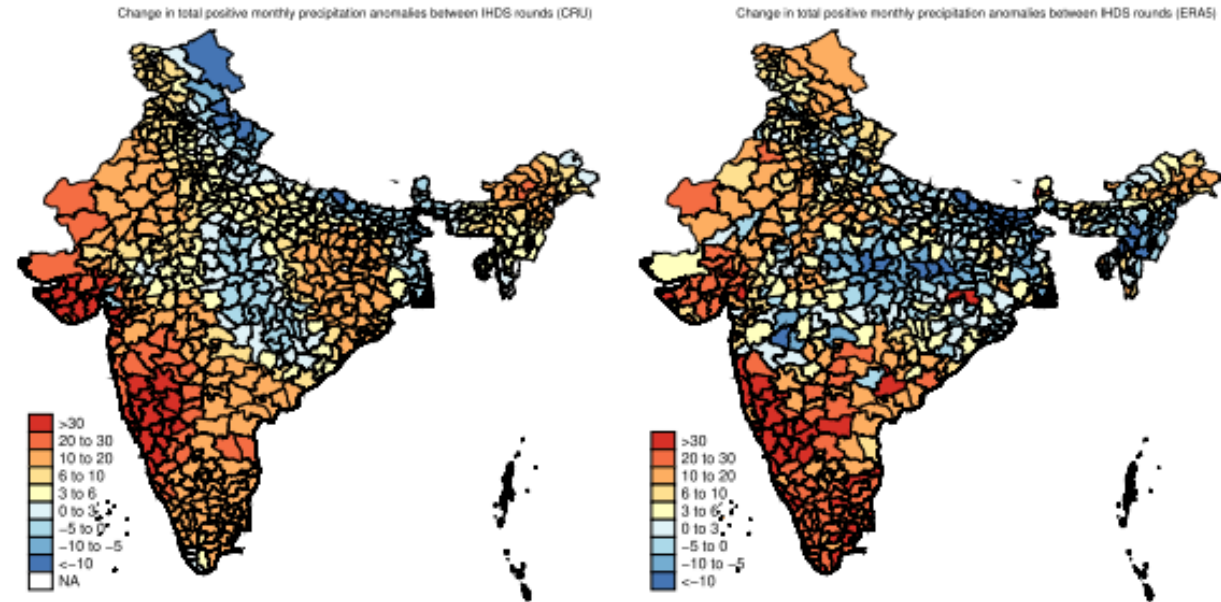 Change in total positive monthly precipitation anomalies between IHDS rounds (CRU)
Change in total positive monthly precipitation anomalies between IHDS rounds (ERA5)
>30
20 to 30
10 to 20
6 to 10
3 to 6
0 to 3
−5 to 0
−10 to −5
<−10
NA
>30
20 to 30
10 to 20
6 to 10
3 to 6
0 to 3
−5 to 0
−10 to −5
<−10